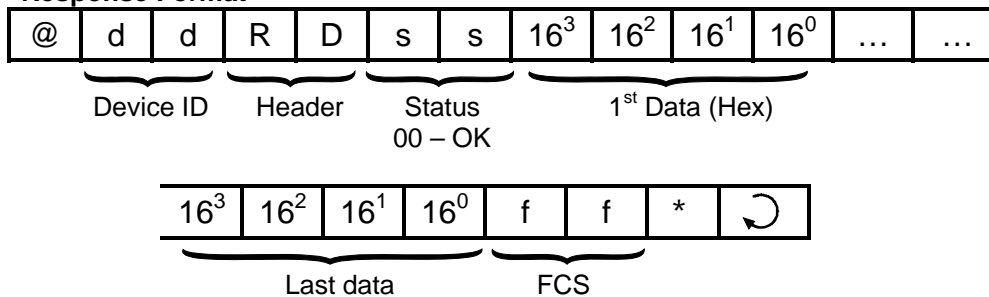 Response Format
@ d d R D s s 16³ 16² 16¹ 16⁰ … …
Device ID Header Status 1ˢᵗ Data (Hex)
00 – OK
16³ 16² 16¹ 16⁰ f f *
Last data FCS